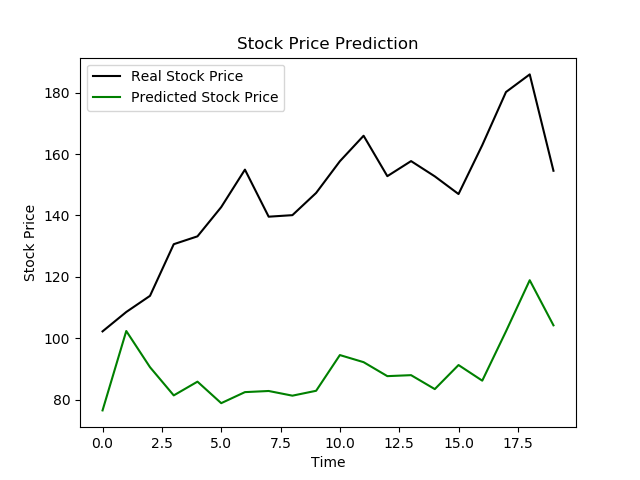 Stock Price Prediction
Real Stock Price
Predicted Stock Price
Stock Price
180
160
140
120
100
80
0.0 2.5 5.0 7.5 10.0 12.5 15.0 17.5
Time